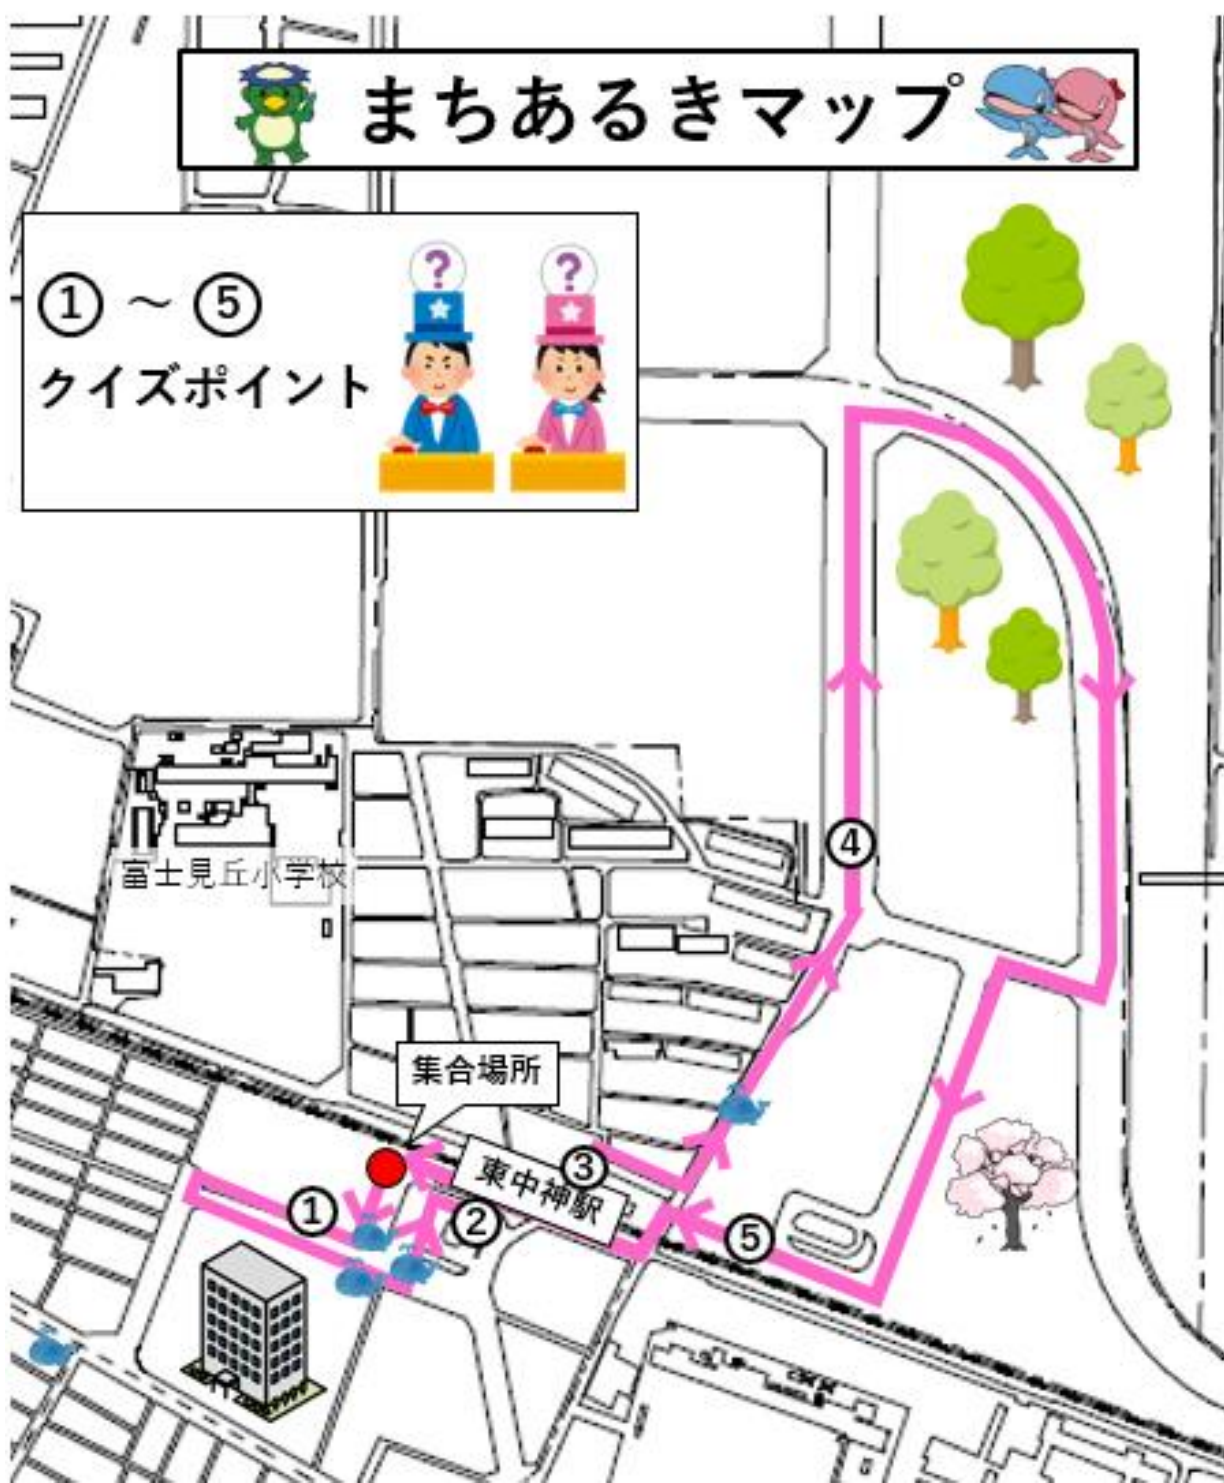 まちあるきマップ
? ?
① ～ ⑤
クイズポイント
④
富士見丘小学校
集合場所
③
東中神駅
①
②
⑤